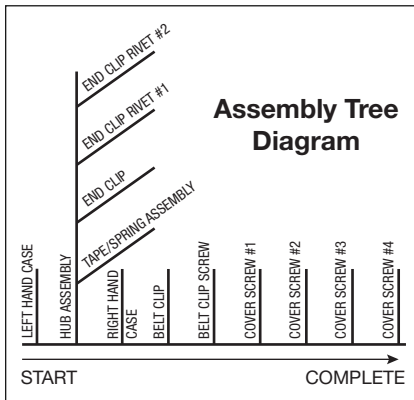 END CLIP RIVET #2
END CLIP RIVET #1
END CLIP
TAPE/SPRING ASSEMBLY
Assembly Tree
Diagram
LEFT HAND CASE
HUB ASSEMBLY
RIGHT HAND
CASE
BELT CLIP
BELT CLIP SCREW
COVER SCREW #1
COVER SCREW #2
COVER SCREW #3
COVER SCREW #4
START
COMPLETE